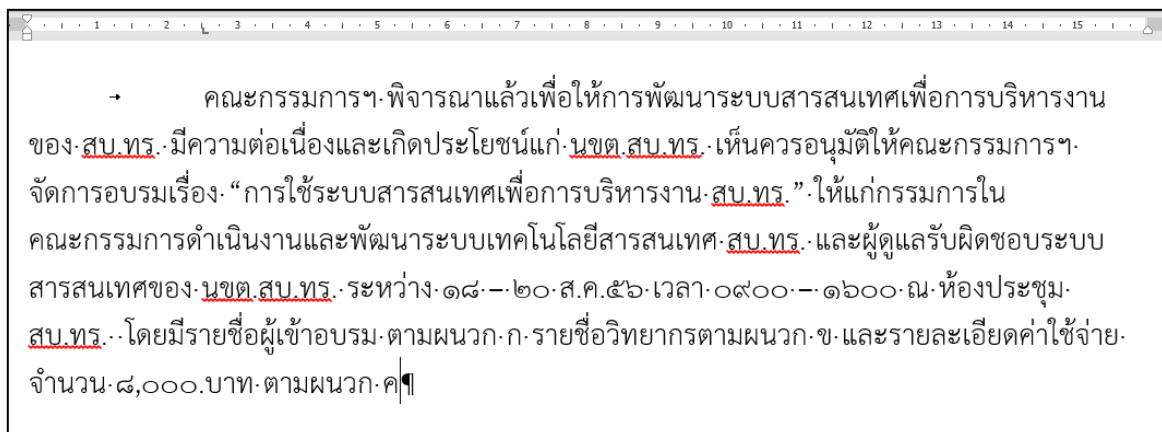 1 2 3 4 5 6 7 8 9 10 11 12 13 14 15
คณะกรรมการฯ พิจารณาแล้วเพื่อให้การพัฒนาระบบสารสนเทศเพื่อการบริหารงาน
ของ สบ.ทร. มีความต่อเนื่องและเกิดประโยชน์แก่ นขต.สบ.ทร. เห็นควรอนุมัติให้คณะกรรมการฯ
จัดการอบรมเรื่อง “การใช้ระบบสารสนเทศเพื่อการบริหารงาน สบ.ทร.” ให้แก่กรรมการใน
คณะกรรมการดำเนินงานและพัฒนาระบบเทคโนโลยีสารสนเทศ สบ.ทร. และผู้ดูแลรับผิดชอบระบบ
สารสนเทศของ นขต.สบ.ทร. ระหว่าง ๑๘ – ๒๐ ส.ค.๕๖ เวลา ๐๙๐๐ – ๑๖๐๐ ณ ห้องประชุม
สบ.ทร.  โดยมีรายชื่อผู้เข้าอบรม ตามผนวก ก รายชื่อวิทยากรตามผนวก ข และรายละเอียดค่าใช้จ่าย
จำนวน ๘,๐๐๐.บาท ตามผนวก ค¶